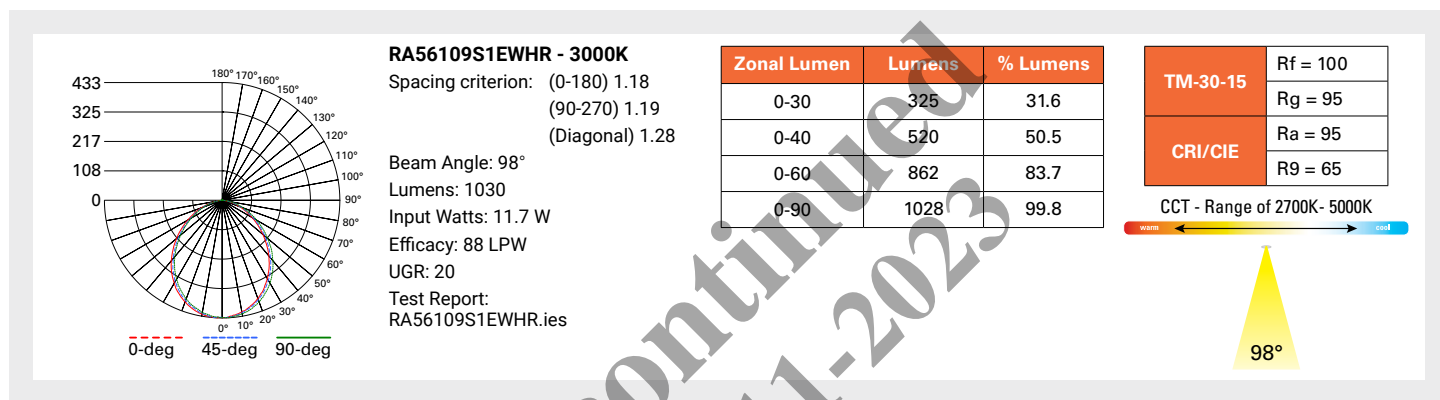 433
325
217
108
0
180° 170° 160° 150° 140° 130° 120° 110° 100° 90° 80° 70° 60° 50° 40° 30° 20° 10° 0°
0-deg 45-deg 90-deg
RA56109S1EWHR - 3000K
Spacing criterion: (0-180) 1.18
(90-270) 1.19
(Diagonal) 1.28
Beam Angle: 98°
Lumens: 1030
Input Watts: 11.7 W
Efficacy: 88 LPW
UGR: 20
Test Report:
RA56109S1EWHR.ies
Zonal Lumen Lumens % Lumens
0-30 325 31.6
0-40 520 50.5
0-60 862 83.7
0-90 1028 99.8
TM-30-15
Rf = 100
Rg = 95
CRI/CIE
Ra = 95
R9 = 65
CCT - Range of 2700K- 5000K
warm cool
98°
ontinued
11-2023